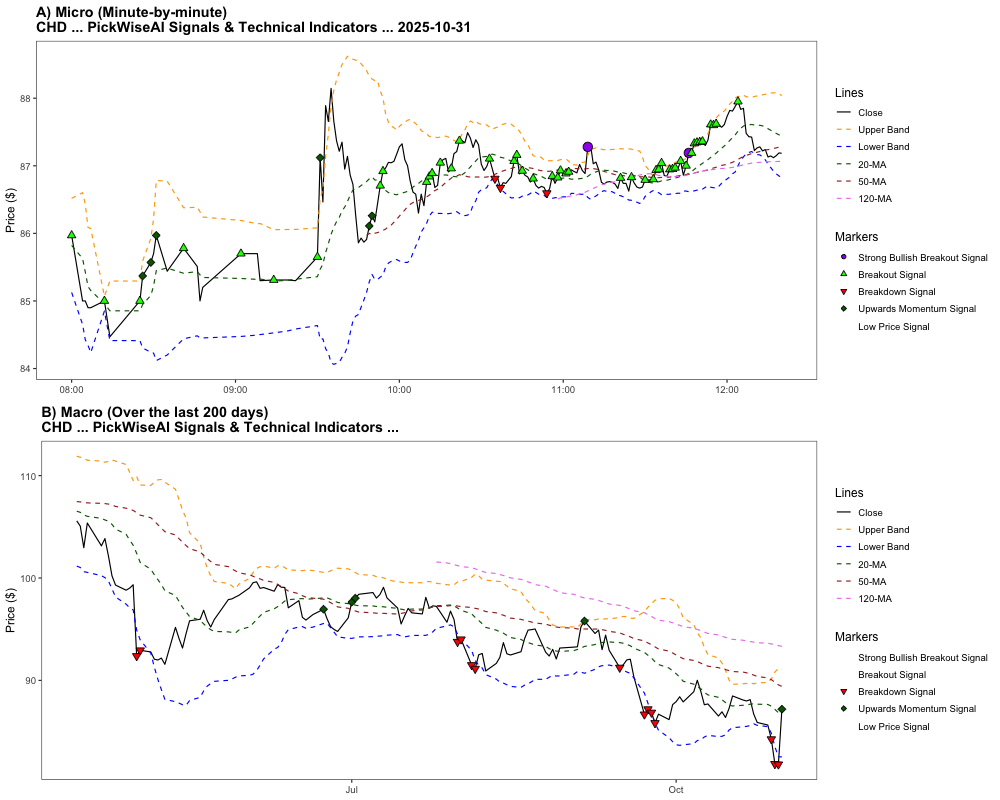 A) Micro (Minute-by-minute)
CHD ... PickWiseAI Signals & Technical Indicators ... 2025-10-31
Price ($)
88
87
86
85
84
08:00
09:00
10:00
11:00
12:00
Lines
Close
Upper Band
Lower Band
20-MA
50-MA
120-MA
Markers
Strong Bullish Breakout Signal
Breakout Signal
Breakdown Signal
Upwards Momentum Signal
Low Price Signal
B) Macro (Over the last 200 days)
CHD ... PickWiseAI Signals & Technical Indicators ...
Price ($)
110
100
90
Jul
Oct
Lines
Close
Upper Band
Lower Band
20-MA
50-MA
120-MA
Markers
Strong Bullish Breakout Signal
Breakout Signal
Breakdown Signal
Upwards Momentum Signal
Low Price Signal